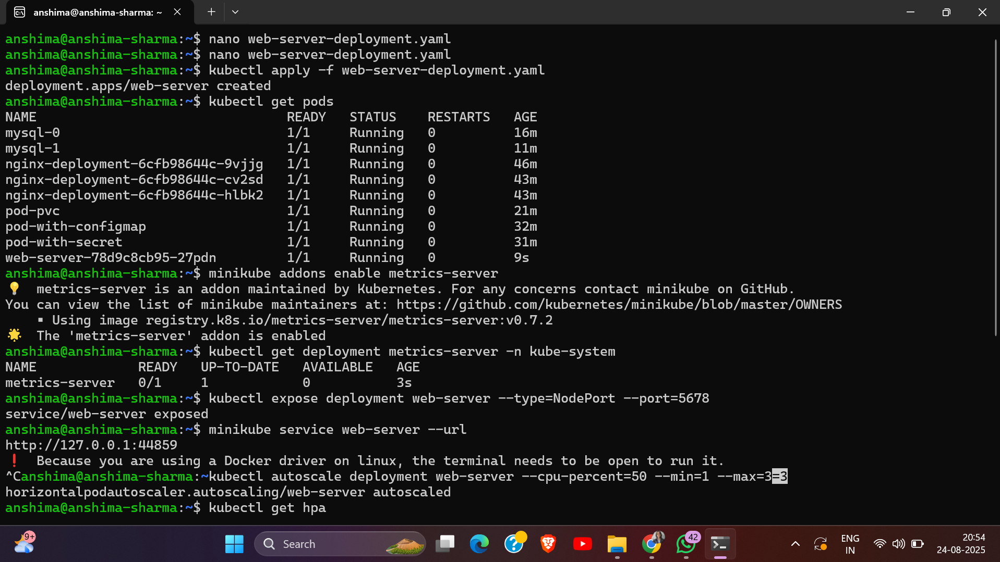 anshima@anshima-sharma: ~
anshima@anshima-sharma:~$ nano web-server-deployment.yaml
anshima@anshima-sharma:~$ nano web-server-deployment.yaml
anshima@anshima-sharma:~$ kubectl apply -f web-server-deployment.yaml
deployment.apps/web-server created
anshima@anshima-sharma:~$ kubectl get pods
NAME READY STATUS RESTARTS AGE
mysql-0 1/1 Running 0 16m
mysql-1 1/1 Running 0 11m
nginx-deployment-6cfb98644c-9vjjg 1/1 Running 0 46m
nginx-deployment-6cfb98644c-cv2sd 1/1 Running 0 43m
nginx-deployment-6cfb98644c-hlbk2 1/1 Running 0 43m
pod-pvc 1/1 Running 0 21m
pod-with-configmap 1/1 Running 0 32m
pod-with-secret 1/1 Running 0 31m
web-server-78d9c8cb95-27pdn 1/1 Running 0 9s
anshima@anshima-sharma:~$ minikube addons enable metrics-server
💡 metrics-server is an addon maintained by Kubernetes. For any concerns contact minikube on GitHub.
You can view the list of minikube maintainers at: https://github.com/kubernetes/minikube/blob/master/OWNERS
▪ Using image registry.k8s.io/metrics-server/metrics-server:v0.7.2
🌟 The 'metrics-server' addon is enabled
anshima@anshima-sharma:~$ kubectl get deployment metrics-server -n kube-system
NAME READY UP-TO-DATE AVAILABLE AGE
metrics-server 0/1 1 0 3s
anshima@anshima-sharma:~$ kubectl expose deployment web-server --type=NodePort --port=5678
service/web-server exposed
anshima@anshima-sharma:~$ minikube service web-server --url
http://127.0.0.1:44859
❗ Because you are using a Docker driver on linux, the terminal needs to be open to run it.
^Canshima@anshima-sharma:~kubectl autoscale deployment web-server --cpu-percent=50 --min=1 --max=3=3
horizontalpodautoscaler.autoscaling/web-server autoscaled
anshima@anshima-sharma:~$ kubectl get hpa
9+
Search
42
ENG
IN
20:54
24-08-2025